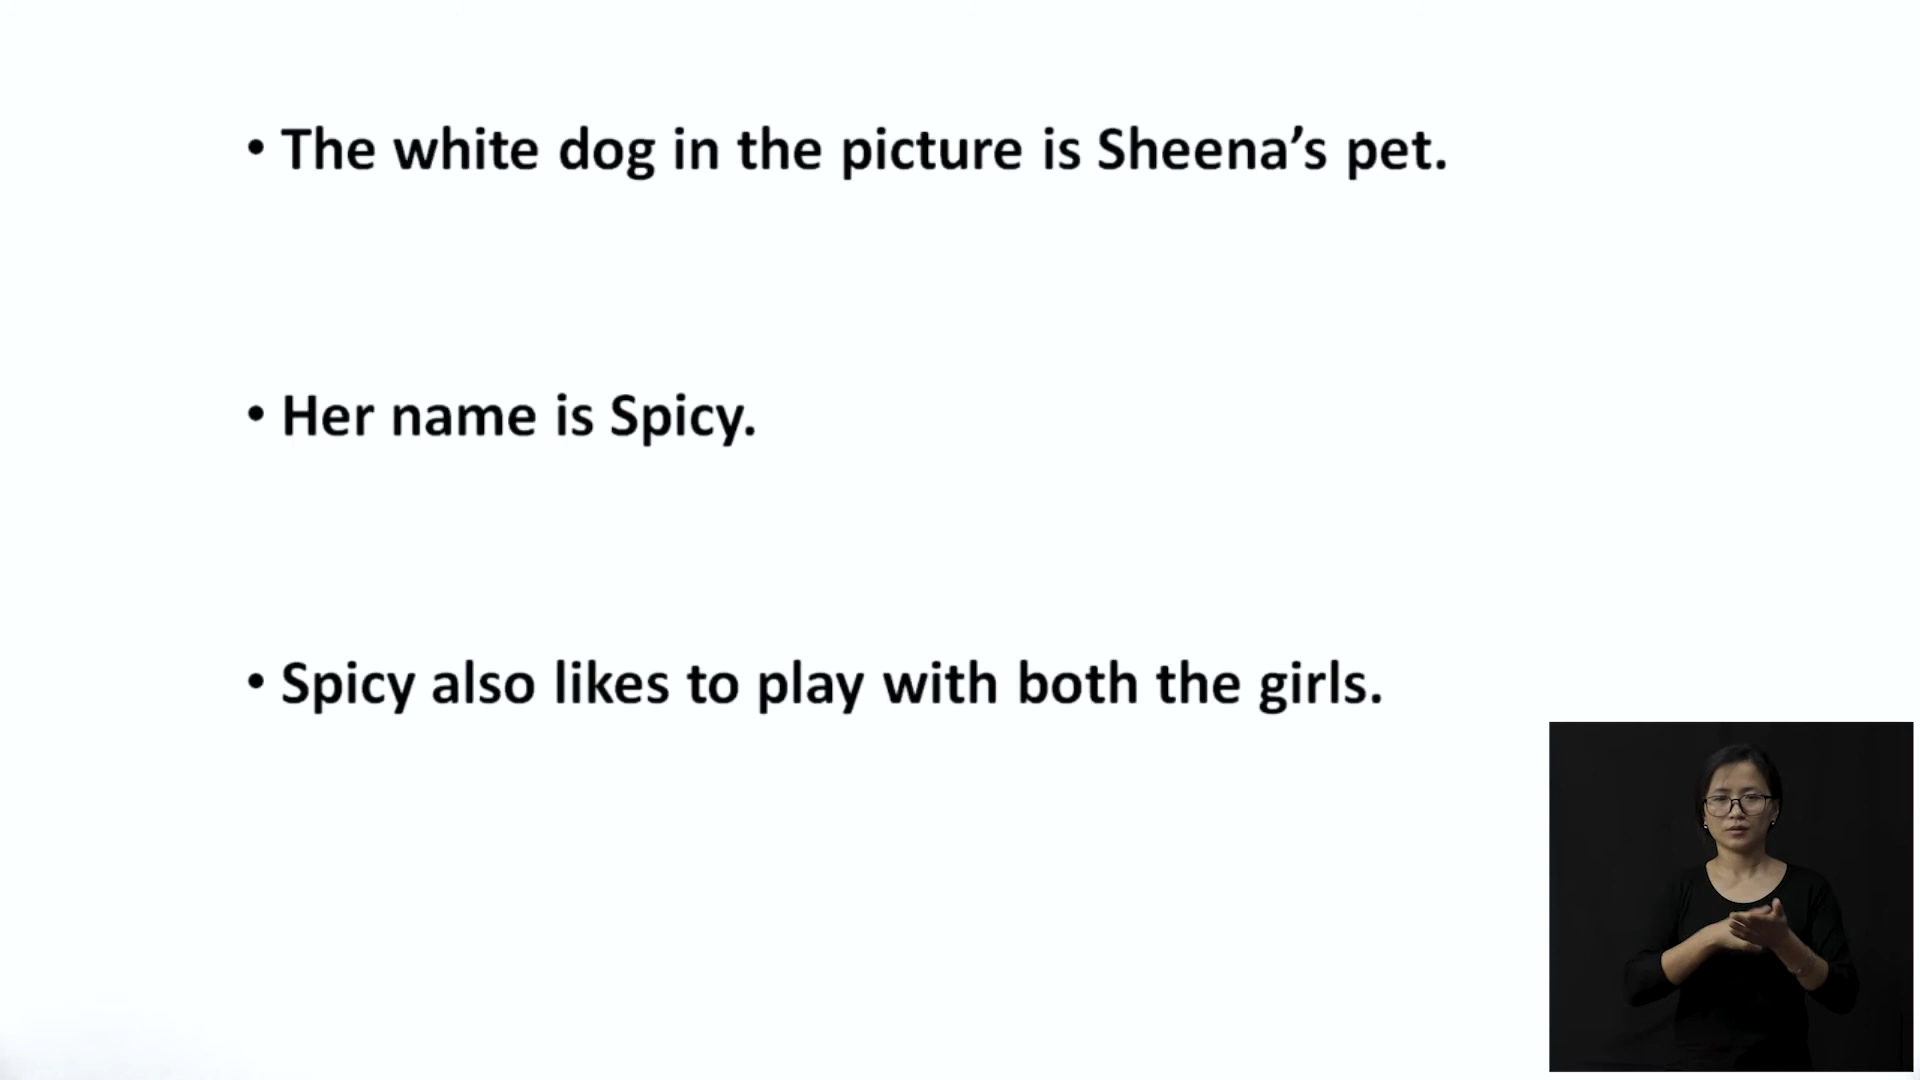 • The white dog in the picture is Sheena’s pet.
• Her name is Spicy.
• Spicy also likes to play with both the girls.